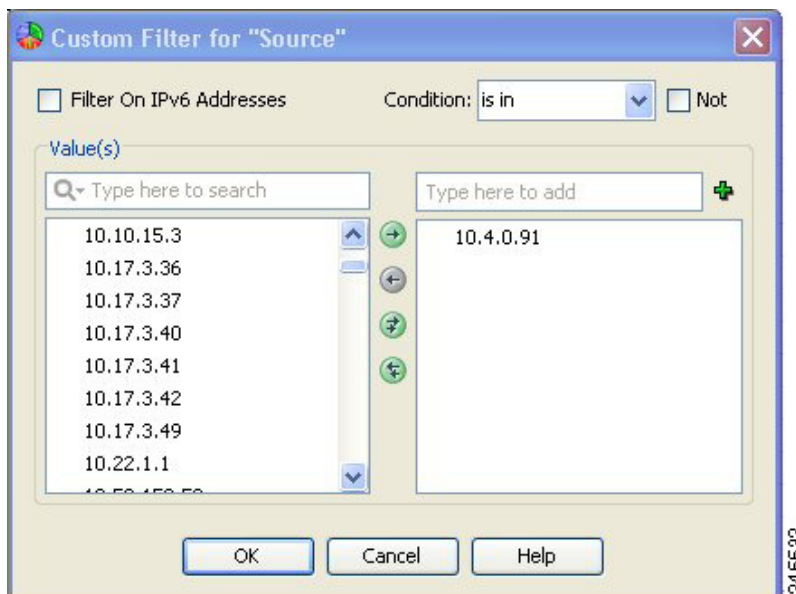 Custom Filter for "Source"
Filter On IPv6 Addresses
Condition: is in
Not
Value(s)
Type here to search
Type here to add
10.10.15.3
10.17.3.36
10.17.3.37
10.17.3.40
10.17.3.41
10.17.3.42
10.17.3.49
10.22.1.1
10.4.0.91
OK
Cancel
Help